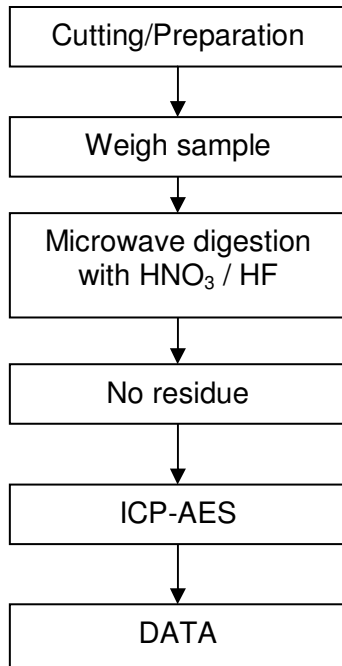 Cutting/Preparation
Weigh sample
Microwave digestion
with HNO₃ / HF
No residue
ICP-AES
DATA